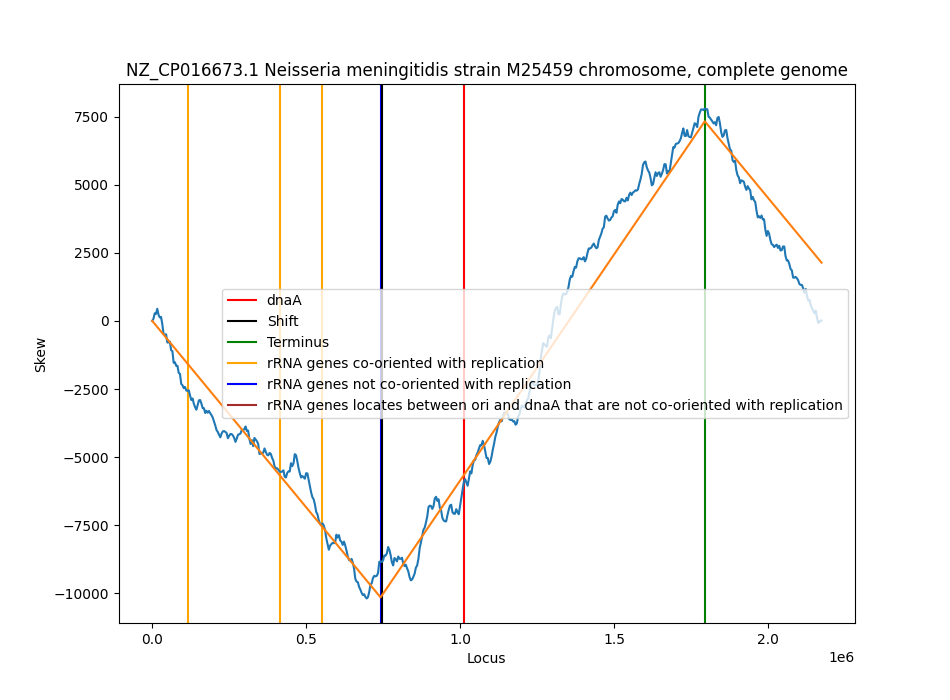 NZ_CP016673.1 Neisseria meningitidis strain M25459 chromosome, complete genome
7500
5000
2500
0
−2500
−5000
−7500
−10000
Skew
dnaA
Shift
Terminus
rRNA genes co-oriented with replication
rRNA genes not co-oriented with replication
rRNA genes locates between ori and dnaA that are not co-oriented with replication
0.0 0.5 1.0 1.5 2.0
Locus
1e6